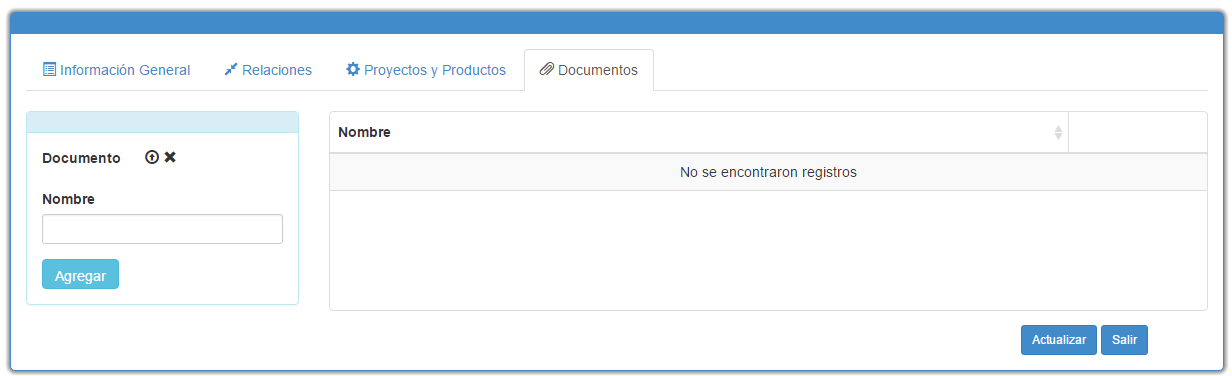 Información General Relaciones Proyectos y Productos Documentos
Documento
Nombre
Agregar
Nombre
No se encontraron registros
Actualizar Salir